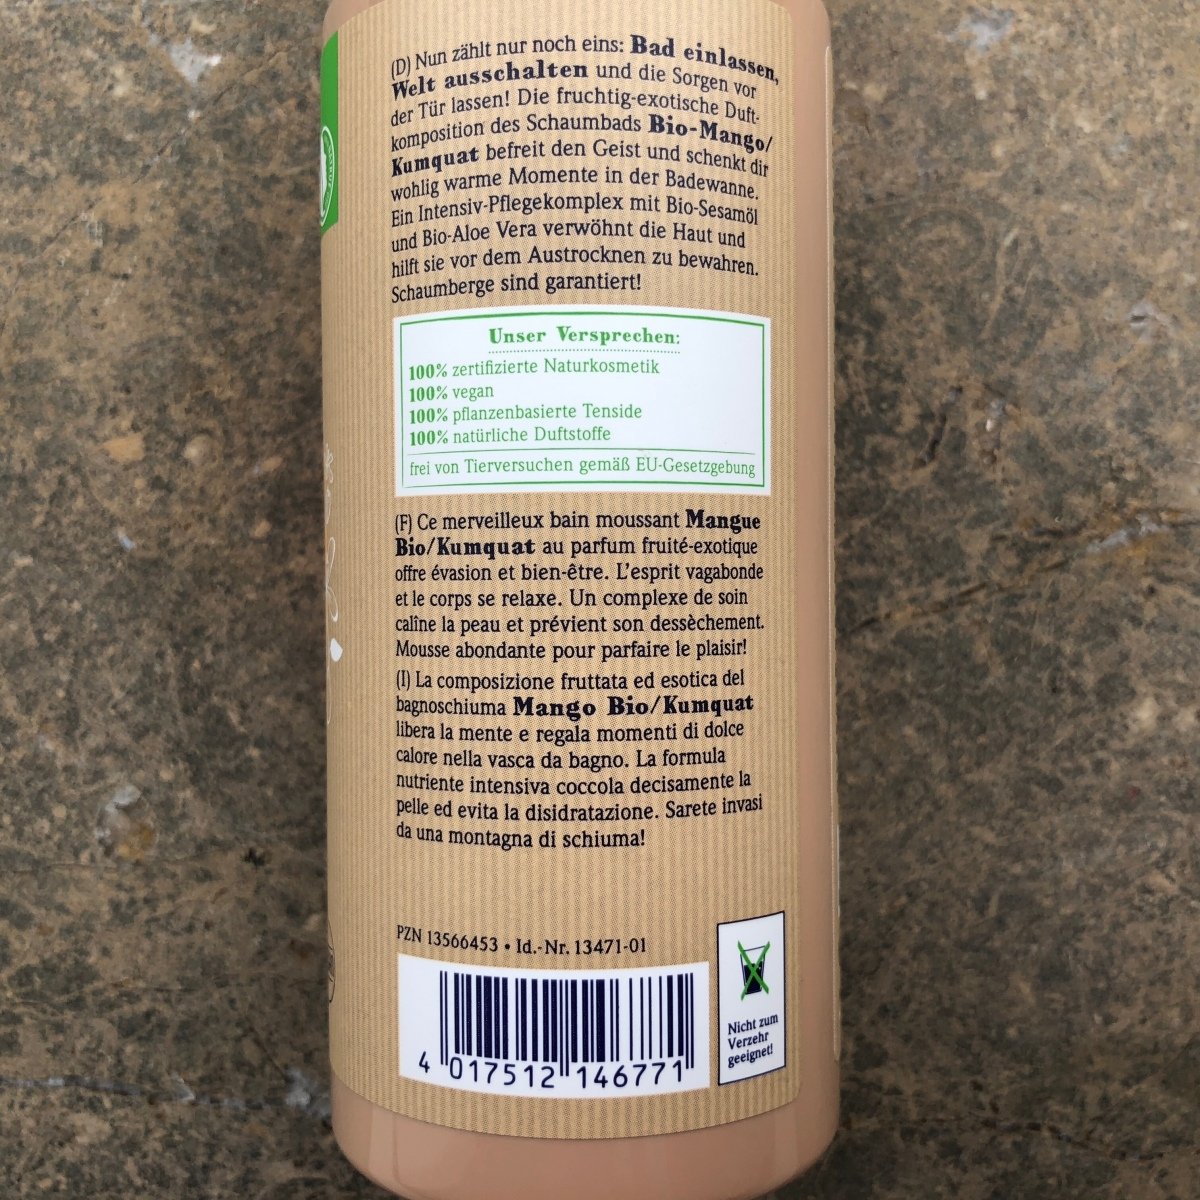 (D) Nun zählt nur noch eins: Bad einlassen,
Welt ausschalten und die Sorgen vor
der Tür lassen! Die fruchtig-exotische Duft-
komposition des Schaumbads Bio-Mango/
Kumquat befreit den Geist und schenkt dir
wohlig warme Momente in der Badewanne.
Ein Intensiv-Pflegekomplex mit Bio-Sesamöl
und Bio-Aloe Vera verwöhnt die Haut und
hilft sie vor dem Austrocknen zu bewahren.
Schaumberge sind garantiert!
Unser Versprechen:
100% zertifizierte Naturkosmetik
100% vegan
100% pflanzenbasierte Tenside
100% natürliche Duftstoffe
frei von Tierversuchen gemäß EU-Gesetzgebung
(F) Ce merveilleux bain moussant Mangue
Bio/Kumquat au parfum fruité-exotique
offre évasion et bien-être. L'esprit vagabonde
et le corps se relaxe. Un complexe de soin
calîne la peau et prévient son dessèchement.
Mousse abondante pour parfaire le plaisir!
(I) La composizione fruttata ed esotica del
bagnoschiuma Mango Bio/Kumquat
libera la mente e regala momenti di dolce
calore nella vasca da bagno. La formula
nutriente intensiva coccola decisamente la
pelle ed evita la disidratazione. Sarete invasi
da una montagna di schiuma!
PZN 13566453 • Id.-Nr. 13471-01
4 017512 146771
Nicht zum
Verzehr
geeignet!